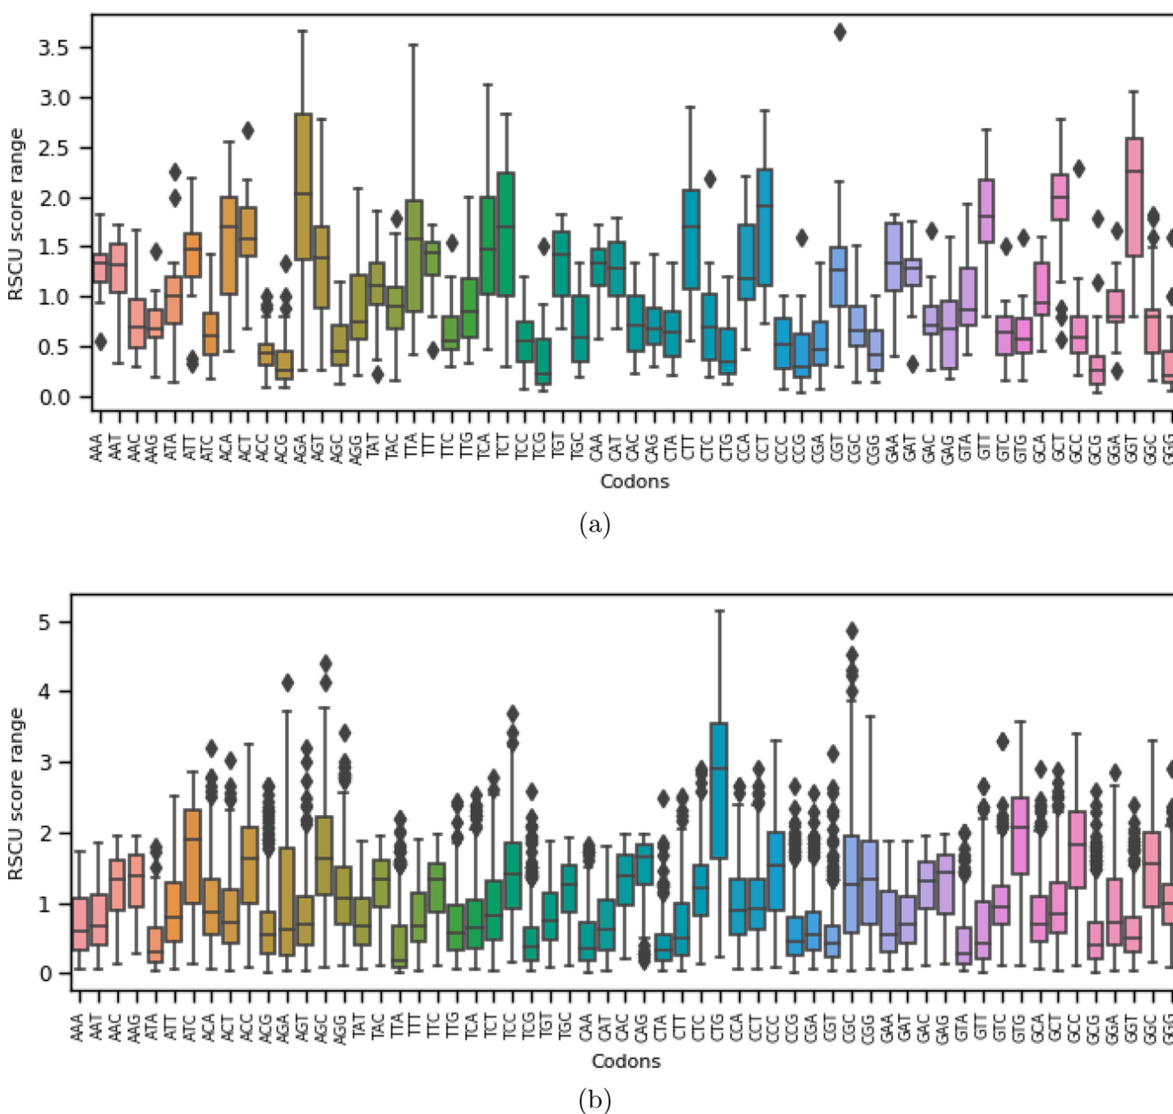 3.5
3.0
2.5
2.0
1.5
1.0
0.5
0.0
RSCU score range
AAA AAT AAC AAG ATA ATT ATC ACA ACT ACC ACG AGA AGT AGC AGG TAT TAC TTA TTT TTC TTG TCA TCT TCC TCG TGT TGC CAA CAT CAC CAG CTA CTT CTC CTG CCA CCT CCC CCG CGA CGT CGC CGG GAA GAT GAC GAG GTA GTT GTC GTG GCA GCT GCC GCG GGA GGT GGC GGG
Codons
(a)
5
4
3
2
1
0
RSCU score range
AAA AAT AAC AAG ATA ATT ATC ACA ACT ACC ACG AGA AGT AGC AGG TAT TAC TTA TTT TTC TTG TCA TCT TCC TCG TGT TGC CAA CAT CAC CAG CTA CTT CTC CTG CCA CCT CCC CCG CGA CGT CGC CGG GAA GAT GAC GAG GTA GTT GTC GTG GCA GCT GCC GCG GGA GGT GGC GGG
Codons
(b)